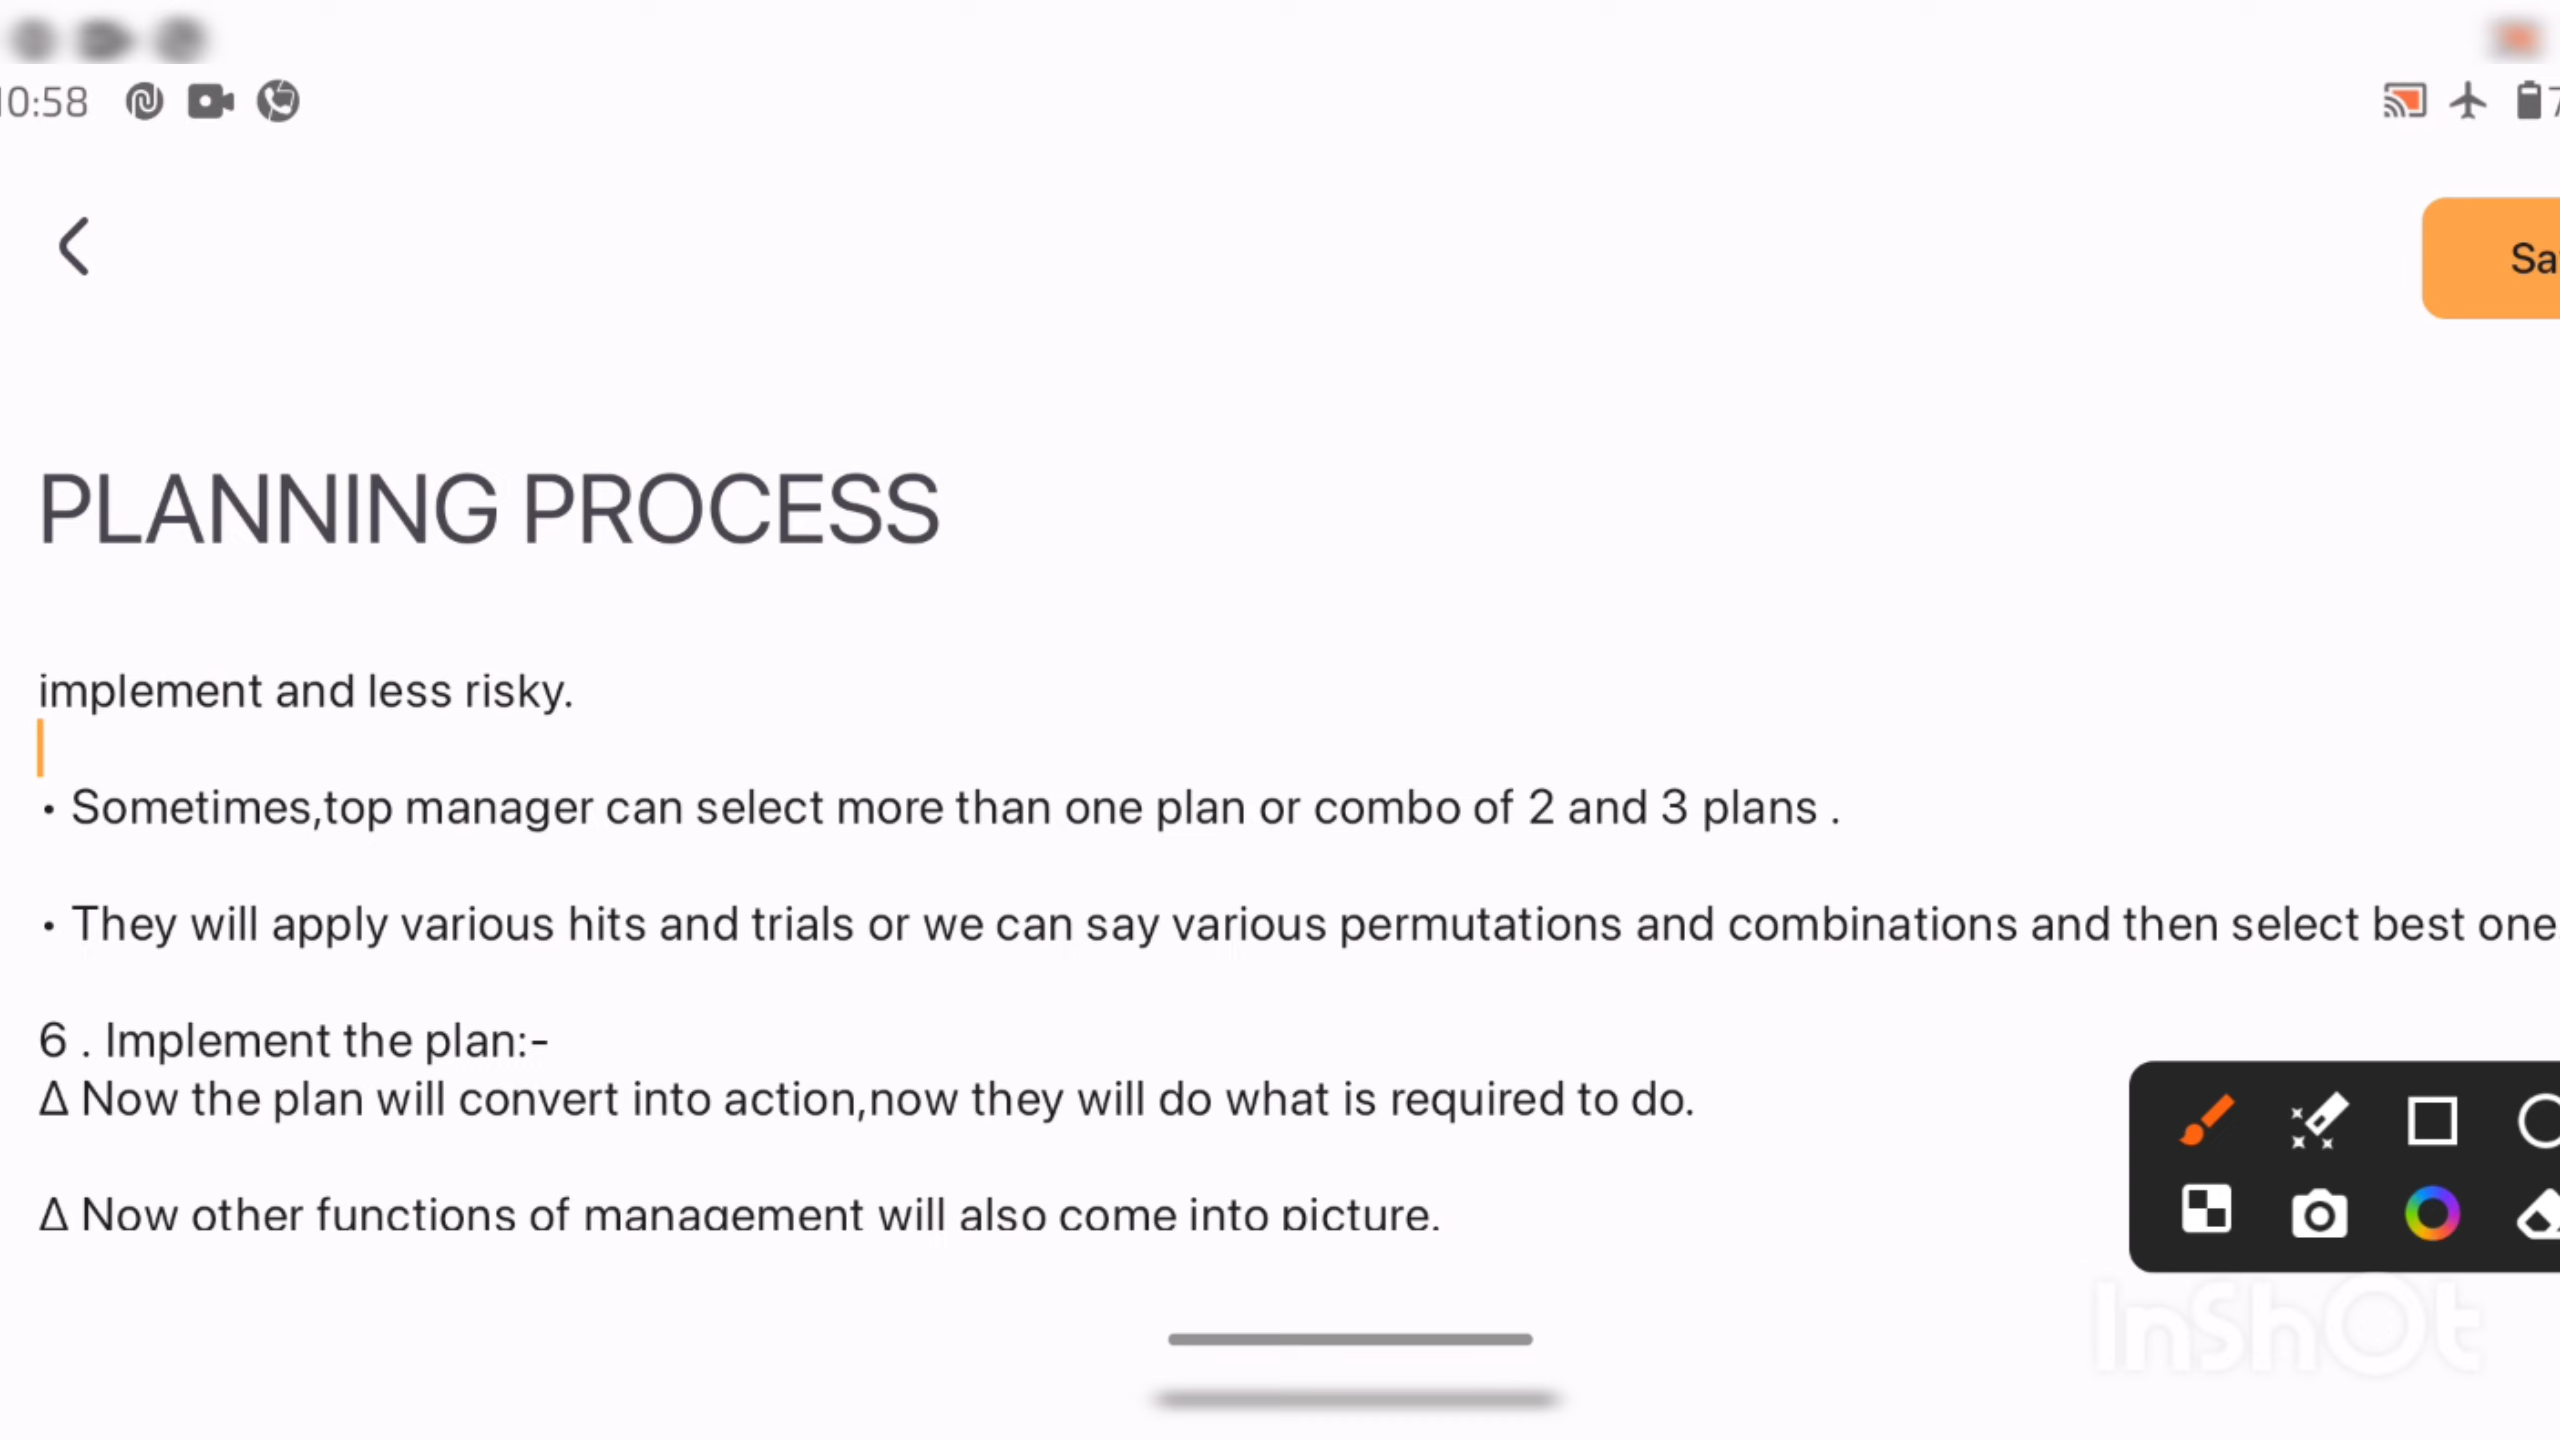 10:58
Sa
PLANNING PROCESS
implement and less risky.
• Sometimes,top manager can select more than one plan or combo of 2 and 3 plans .
• They will apply various hits and trials or we can say various permutations and combinations and then select best one
6 . Implement the plan:-
Δ Now the plan will convert into action,now they will do what is required to do.
Δ Now other functions of management will also come into picture.
InShOt